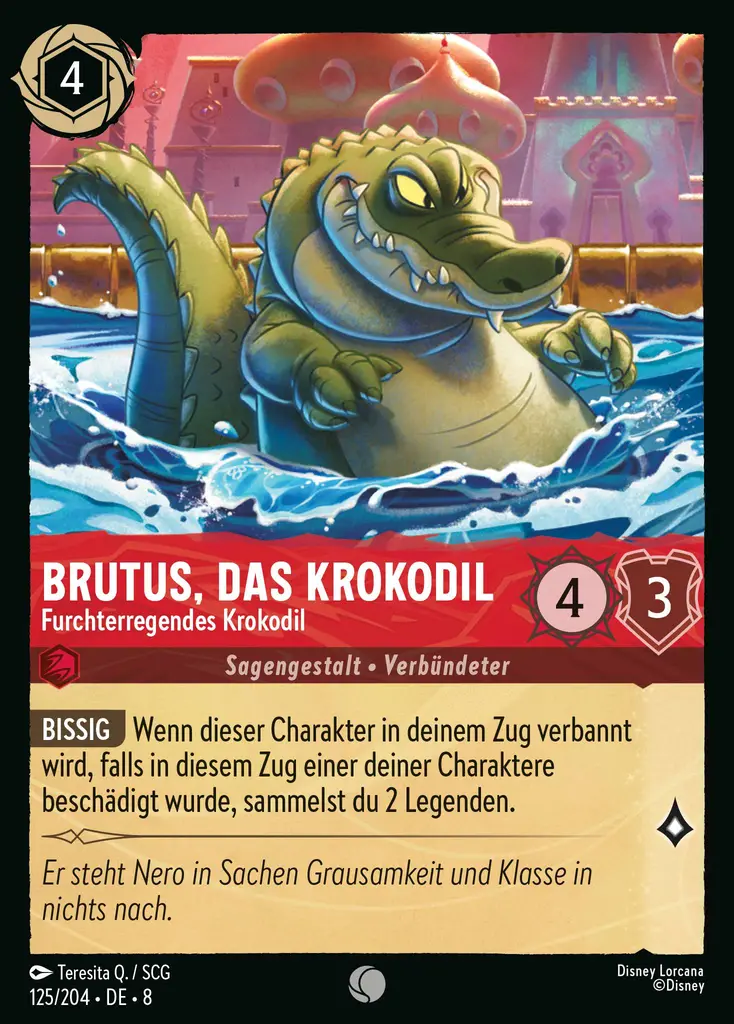 4
BRUTUS, DAS KROKODIL
Furchterregendes Krokodil
4
3
Sagengestalt • Verbündeter
BISSIG Wenn dieser Charakter in deinem Zug verbannt
wird, falls in diesem Zug einer deiner Charaktere
beschädigt wurde, sammelst du 2 Legenden.
Er steht Nero in Sachen Grausamkeit und Klasse in
nichts nach.
Teresita Q. / SCG
125/204 • DE • 8
Disney Lorcana
©Disney